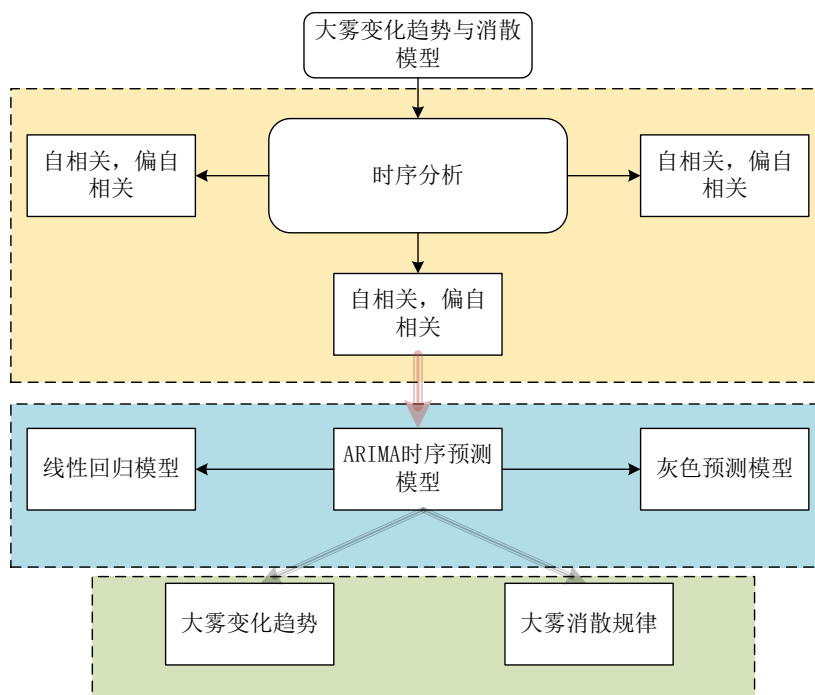 大雾变化趋势与消散
模型
自相关，偏自
相关
时序分析
自相关，偏自
相关
自相关，偏自
相关
线性回归模型
ARIMA时序预测
模型
灰色预测模型
大雾变化趋势
大雾消散规律